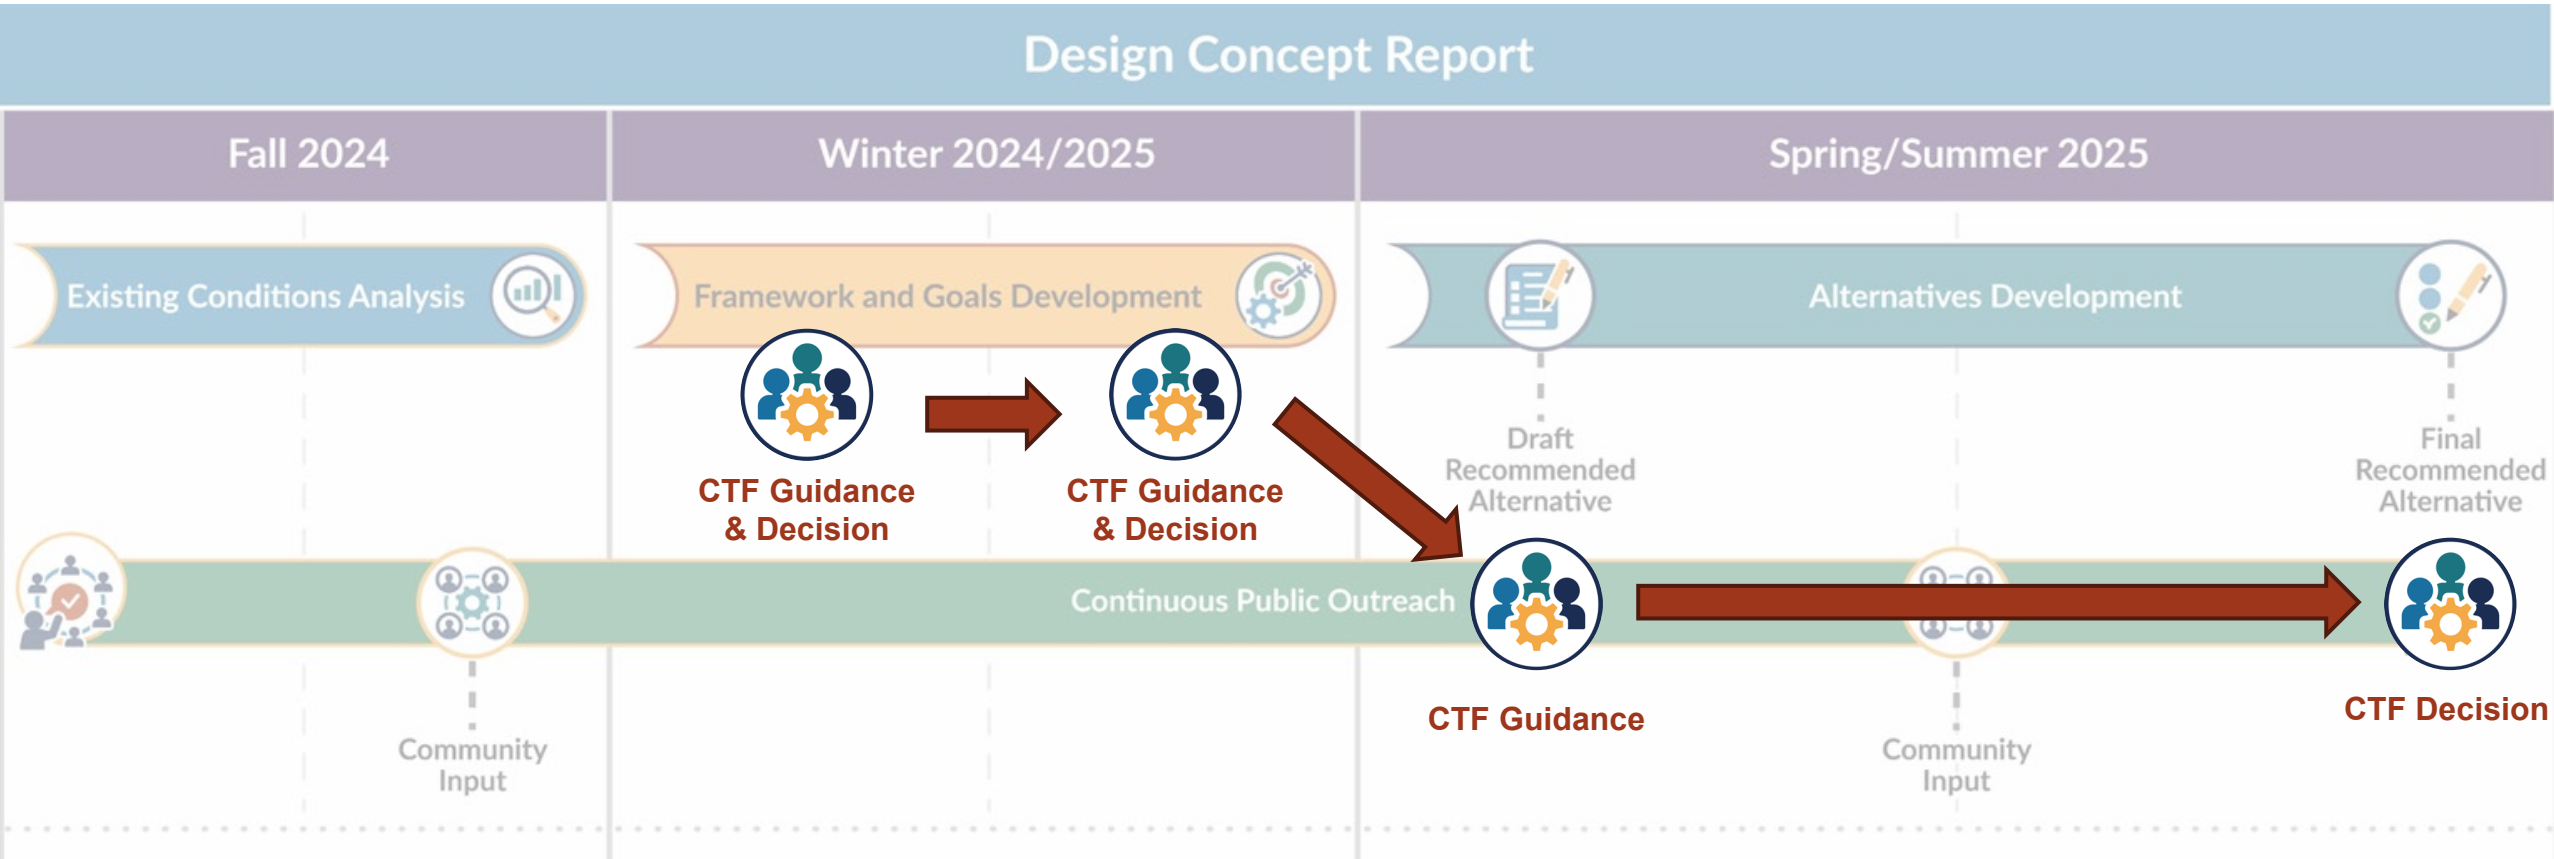 Design Concept Report
Fall 2024
Winter 2024/2025
Spring/Summer 2025
Existing Conditions Analysis
Framework and Goals Development
Alternatives Development
Draft
Recommended
Alternative
Final
Recommended
Alternative
CTF Guidance
& Decision
CTF Guidance
& Decision
Continuous Public Outreach
CTF Guidance
CTF Decision
Community
Input
Community
Input